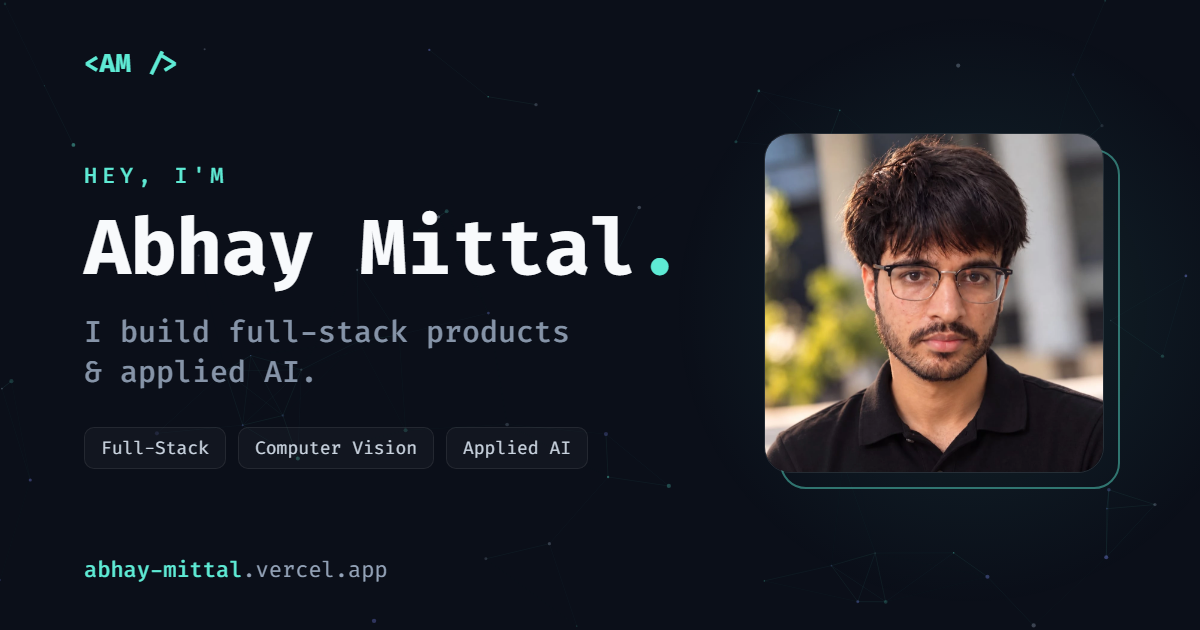 <AM />
HEY, I'M
Abhay Mittal.
I build full-stack products
& applied AI.
Full-Stack
Computer Vision
Applied AI
abhay-mittal.vercel.app